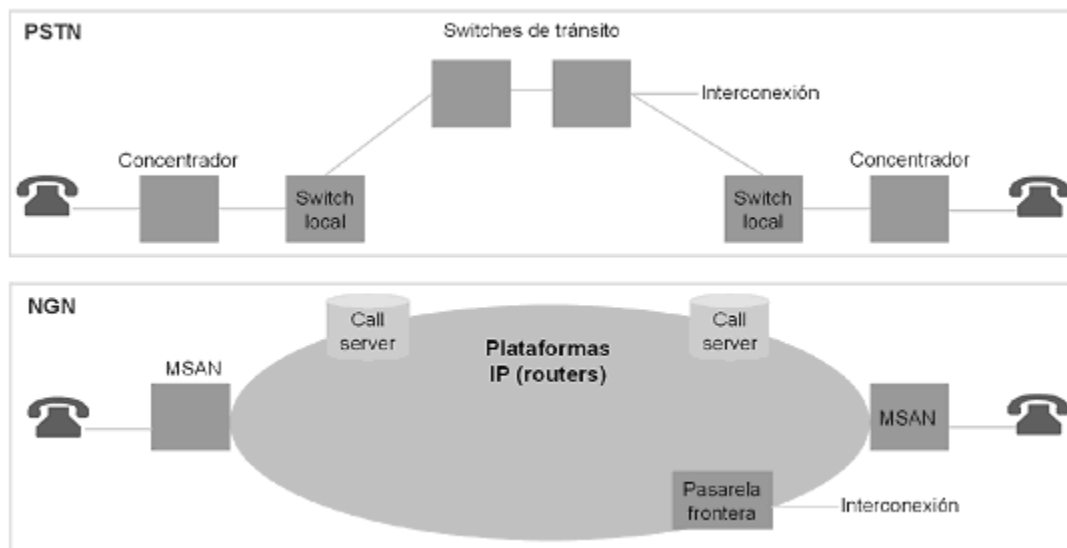 PSTN
Switches de tránsito
Interconexión
Concentrador
Concentrador
Switch
local
Switch
local
NGN
Call
server
Call
server
Plataformas
IP (routers)
MSAN
MSAN
Pasarela
frontera
Interconexión